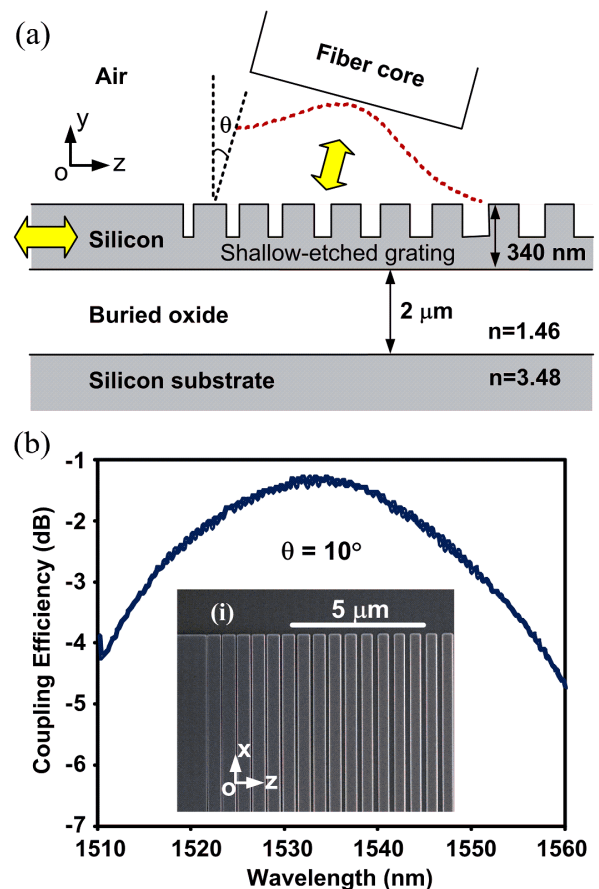 (a)
Fiber core
Air
y
θ
o z
Silicon
Shallow-etched grating
340 nm
Buried oxide
2 μm
n=1.46
Silicon substrate
n=3.48
(b)
-1
-2
-3
-4
-5
-6
-7
Coupling Efficiency (dB)
θ = 10°
(i)
5 μm
x
o z
1510 1520 1530 1540 1550 1560
Wavelength (nm)